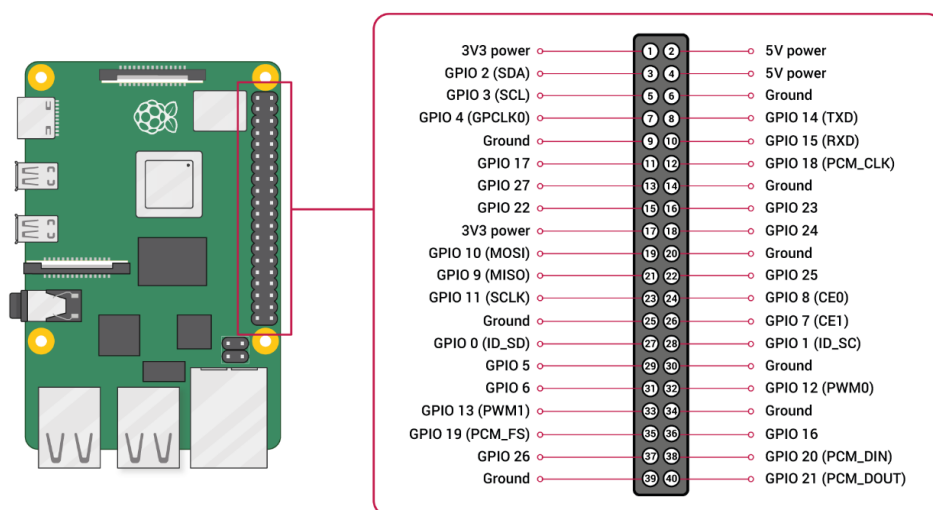 3V3 power 1 2 5V power
GPIO 2 (SDA) 3 4 5V power
GPIO 3 (SCL) 5 6 Ground
GPIO 4 (GPCLK0) 7 8 GPIO 14 (TXD)
Ground 9 10 GPIO 15 (RXD)
GPIO 17 11 12 GPIO 18 (PCM_CLK)
GPIO 27 13 14 Ground
GPIO 22 15 16 GPIO 23
3V3 power 17 18 GPIO 24
GPIO 10 (MOSI) 19 20 Ground
GPIO 9 (MISO) 21 22 GPIO 25
GPIO 11 (SCLK) 23 24 GPIO 8 (CE0)
Ground 25 26 GPIO 7 (CE1)
GPIO 0 (ID_SD) 27 28 GPIO 1 (ID_SC)
GPIO 5 29 30 Ground
GPIO 6 31 32 GPIO 12 (PWM0)
GPIO 13 (PWM1) 33 34 Ground
GPIO 19 (PCM_FS) 35 36 GPIO 16
GPIO 26 37 38 GPIO 20 (PCM_DIN)
Ground 39 40 GPIO 21 (PCM_DOUT)